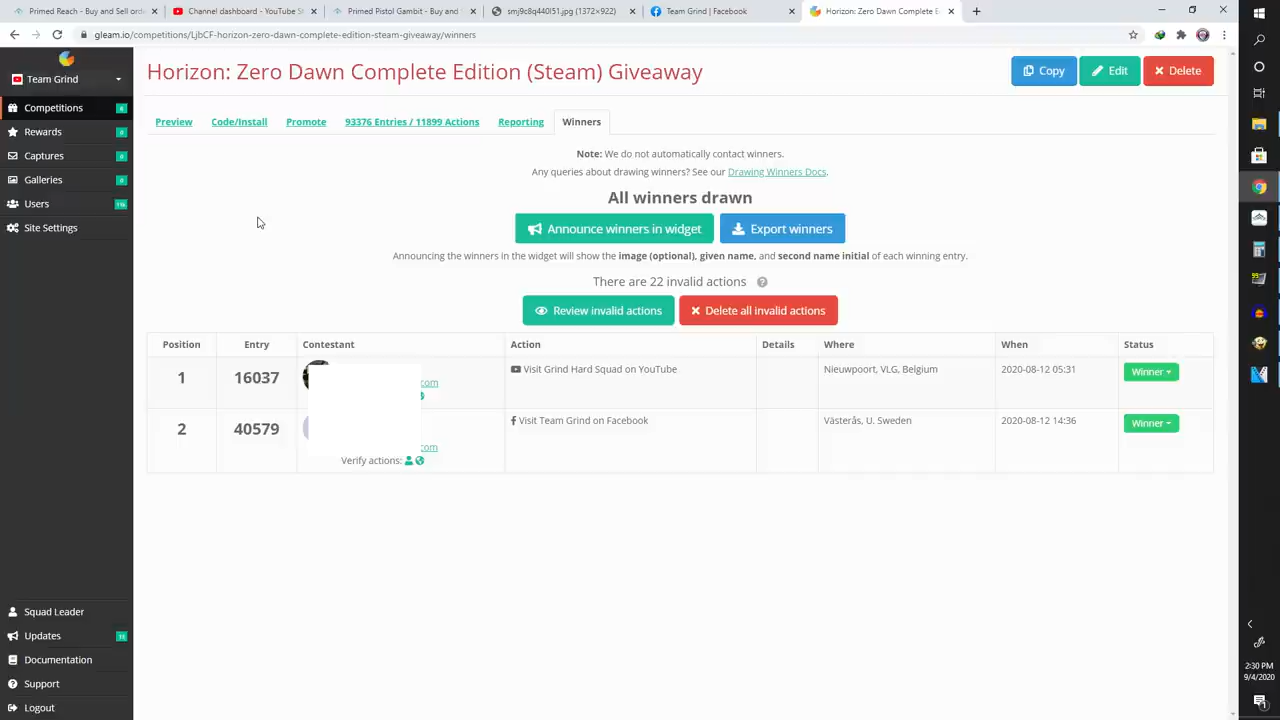 Primed Reach - Buy and Sell orde
Channel dashboard - YouTube St
Primed Pistol Gambit - Buy and
smj9c8q440l51.jpg (1372×922)
Team Grind | Facebook
Horizon: Zero Dawn Complete E
gleam.io/competitions/LjbCF-horizon-zero-dawn-complete-edition-steam-giveaway/winners
Team Grind
Competitions
Rewards
Captures
Galleries
Users
Site Settings
Squad Leader
Updates
Documentation
Support
Logout
Horizon: Zero Dawn Complete Edition (Steam) Giveaway
Copy
Edit
Delete
Preview
Code/Install
Promote
93376 Entries / 11899 Actions
Reporting
Winners
Note: We do not automatically contact winners.
Any queries about drawing winners? See our Drawing Winners Docs.
All winners drawn
Announce winners in widget
Export winners
Announcing the winners in the widget will show the image (optional), given name, and second name initial of each winning entry.
There are 22 invalid actions
Review invalid actions
Delete all invalid actions
Position Entry Contestant Action Details Where When Status
1 16037 com Visit Grind Hard Squad on YouTube Nieuwpoort, VLG, Belgium 2020-08-12 05:31 Winner
2 40579 com Visit Team Grind on Facebook Västerås, U. Sweden 2020-08-12 14:36 Winner
Verify actions:
2:30 PM
9/4/2020